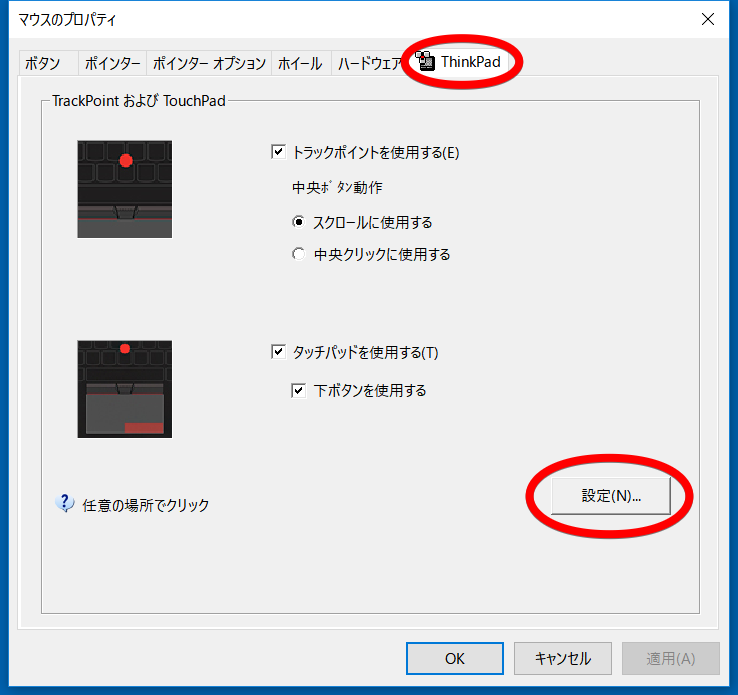 マウスのプロパティ
ボタン ポインター ポインター オプション ホイール ハードウェア ThinkPad
TrackPoint および TouchPad
トラックポイントを使用する(E)
中央ﾎﾞﾀﾝ動作
スクロールに使用する
中央クリックに使用する
タッチパッドを使用する(T)
下ボタンを使用する
任意の場所でクリック
設定(N)...
OK キャンセル 適用(A)